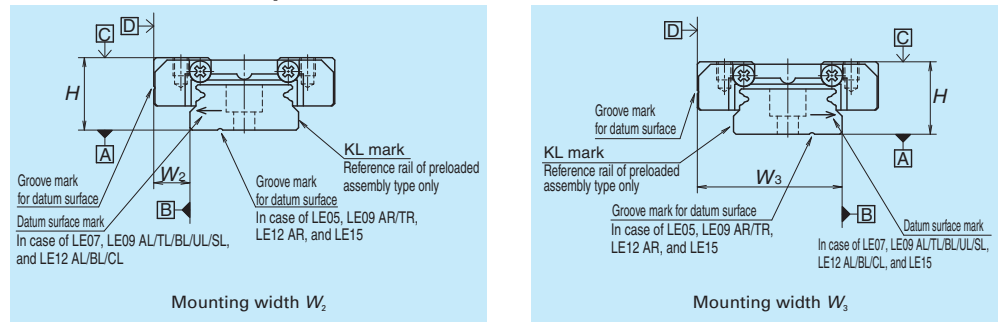 D
C
H
A
KL mark
Reference rail of preloaded
assembly type only
Groove mark
for datum surface
W₂
Groove mark
for datum surface
In case of LE05, LE09 AR/TR,
LE12 AR, and LE15
B
Datum surface mark
In case of LE07, LE09 AL/TL/BL/UL/SL,
and LE12 AL/BL/CL
Mounting width W₂
D
C
H
Groove mark
for datum surface
A
KL mark
Reference rail of preloaded
assembly type only
W₃
Groove mark for datum surface
In case of LE05, LE09 AR/TR,
LE12 AR, and LE15
B
Datum surface mark
In case of LE07, LE09 AL/TL/BL/UL/SL,
LE12 AL/BL/CL, and LE15
Mounting width W₃